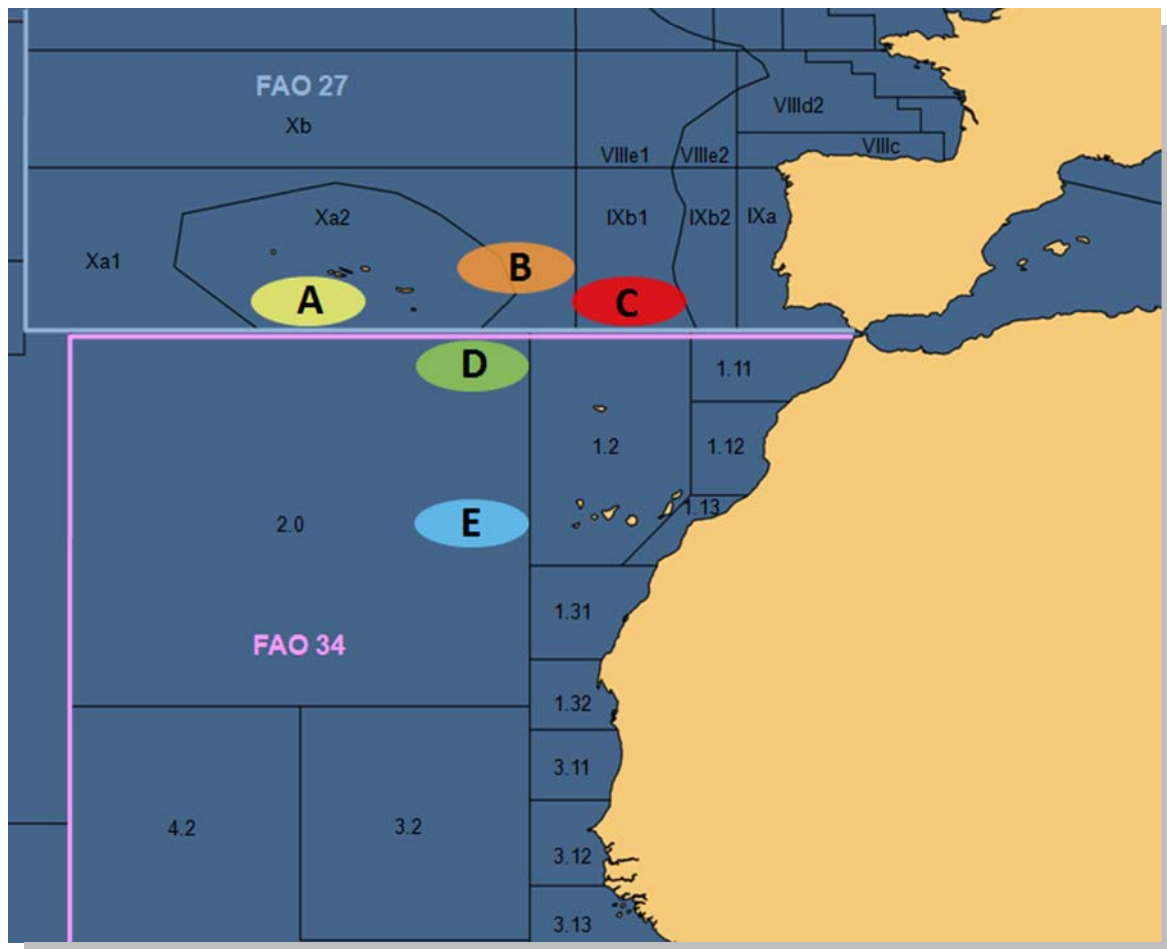 FAO 27
Xb
VIIId2
VIIIc
VIIIe1
VIIIe2
Xa2
IXb1
IXb2
IXa
Xa1
B
A
C
D
1.11
1.2
1.12
1.13
2.0
E
1.31
FAO 34
1.32
3.11
4.2
3.2
3.12
3.13